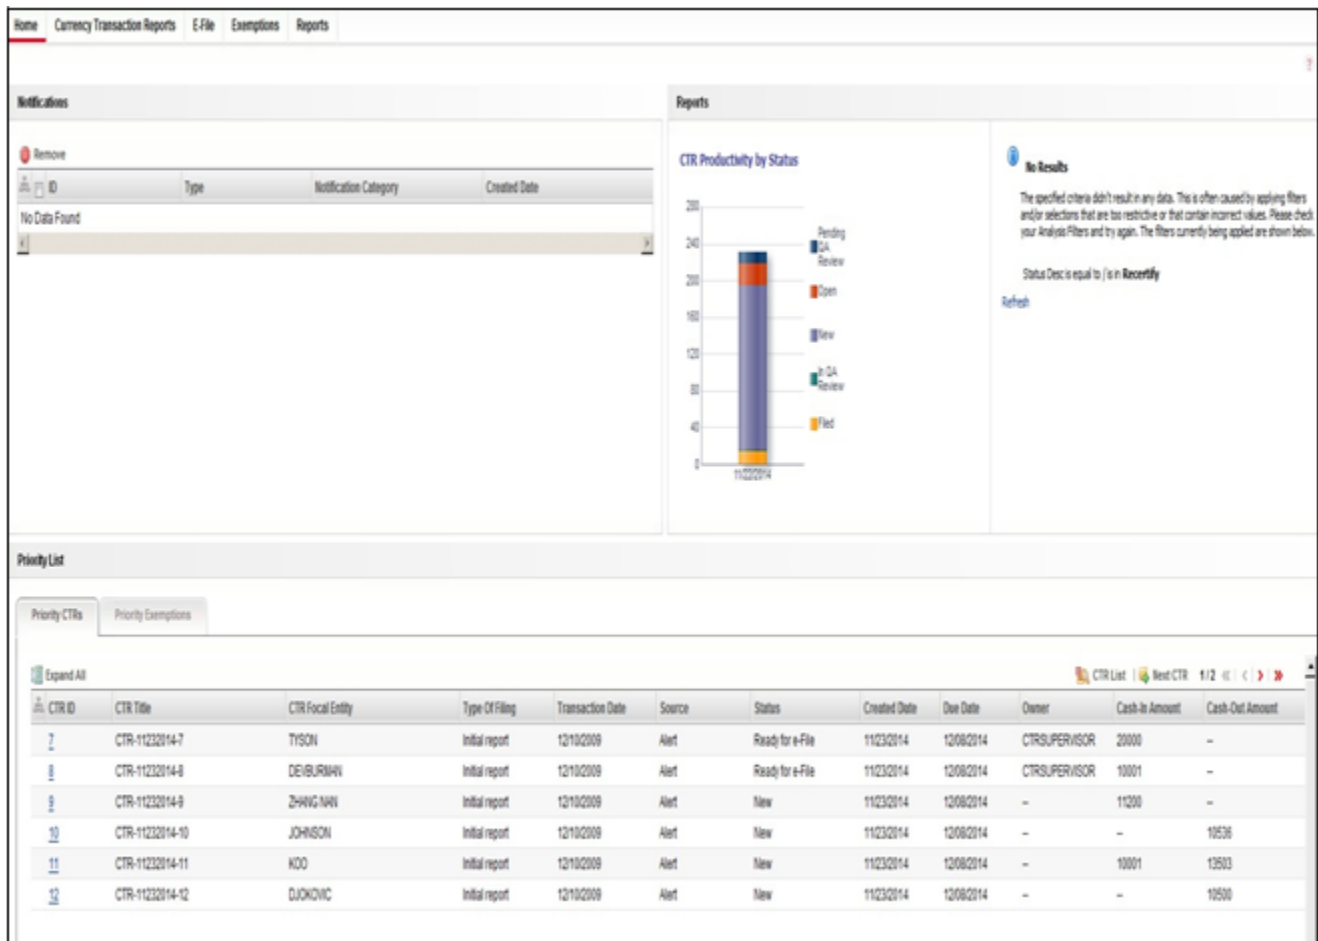 Home Currency Transaction Reports E-File Exemptions Reports
?
Notifications
Remove
ID Type Notification Category Created Date
No Data Found
Reports
CTR Productivity by Status
280
240
200
160
120
80
40
0
11/22/2014
Pending
QA
Review
Open
New
In QA
Review
Filed
No Results
The specified criteria didn't result in any data. This is often caused by applying filters
and/or selections that are too restrictive or that contain incorrect values. Please check
your Analysis Filters and try again. The filters currently being applied are shown below.
Status Desc is equal to / is in Recertify
Refresh
Priority List
Priority CTRs Priority Exemptions
Expand All CTR List Next CTR 1/2
CTR ID CTR Title CTR Focal Entity Type Of Filing Transaction Date Source Status Created Date Due Date Owner Cash-In Amount Cash-Out Amount
7 CTR-11232014-7 TYSON Initial report 12/10/2009 Alert Ready for e-File 11/23/2014 12/08/2014 CTRSUPERVISOR 20000 --
8 CTR-11232014-8 DEVBURMAN Initial report 12/10/2009 Alert Ready for e-File 11/23/2014 12/08/2014 CTRSUPERVISOR 10001 --
9 CTR-11232014-9 ZHANG NAN Initial report 12/10/2009 Alert New 11/23/2014 12/08/2014 -- 11200 --
10 CTR-11232014-10 JOHNSON Initial report 12/10/2009 Alert New 11/23/2014 12/08/2014 -- -- 10536
11 CTR-11232014-11 KOO Initial report 12/10/2009 Alert New 11/23/2014 12/08/2014 -- 10001 13503
12 CTR-11232014-12 DJOKOVIC Initial report 12/10/2009 Alert New 11/23/2014 12/08/2014 -- -- 10500